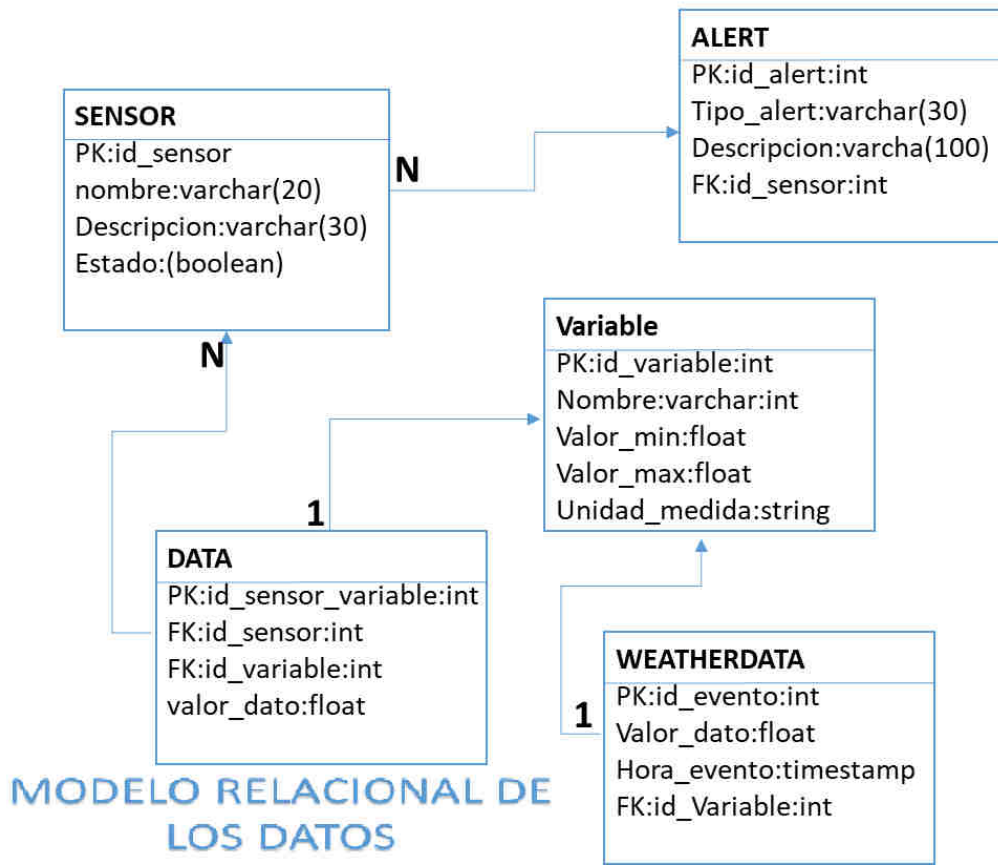 ALERT
PK:id_alert:int
Tipo_alert:varchar(30)
Descripcion:varcha(100)
FK:id_sensor:int
SENSOR
PK:id_sensor
nombre:varchar(20)
Descripcion:varchar(30)
Estado:(boolean)
N
N
Variable
PK:id_variable:int
Nombre:varchar:int
Valor_min:float
Valor_max:float
Unidad_medida:string
1
DATA
PK:id_sensor_variable:int
FK:id_sensor:int
FK:id_variable:int
valor_dato:float
WEATHERDATA
PK:id_evento:int
Valor_dato:float
Hora_evento:timestamp
FK:id_Variable:int
1
MODELO RELACIONAL DE
LOS DATOS